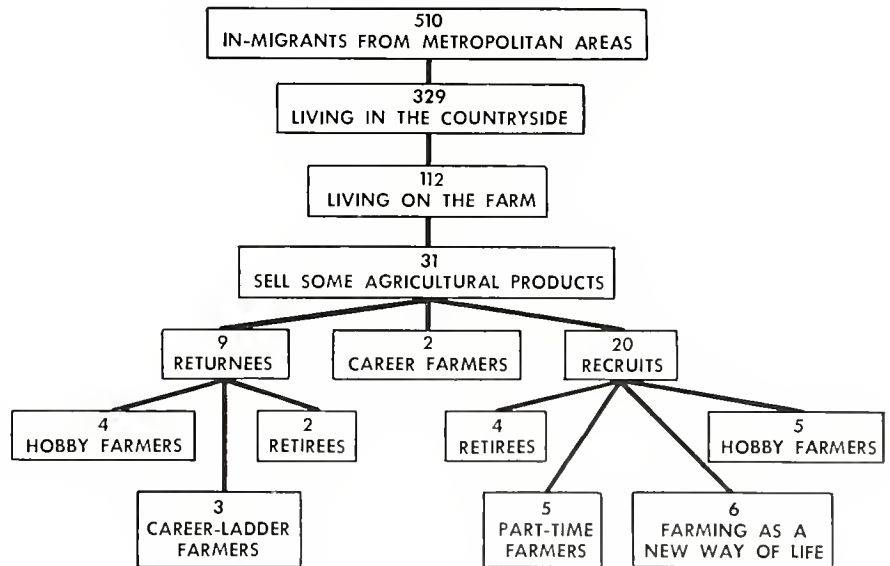 510
IN-MIGRANTS FROM METROPOLITAN AREAS
329
LIVING IN THE COUNTRYSIDE
112
LIVING ON THE FARM
31
SELL SOME AGRICULTURAL PRODUCTS
9
RETURNEES
2
CAREER FARMERS
20
RECRUITS
4
HOBBY FARMERS
2
RETIREES
4
RETIREES
5
HOBBY FARMERS
3
CAREER-LADDER
FARMERS
5
PART-TIME
FARMERS
6
FARMING AS A
NEW WAY OF LIFE